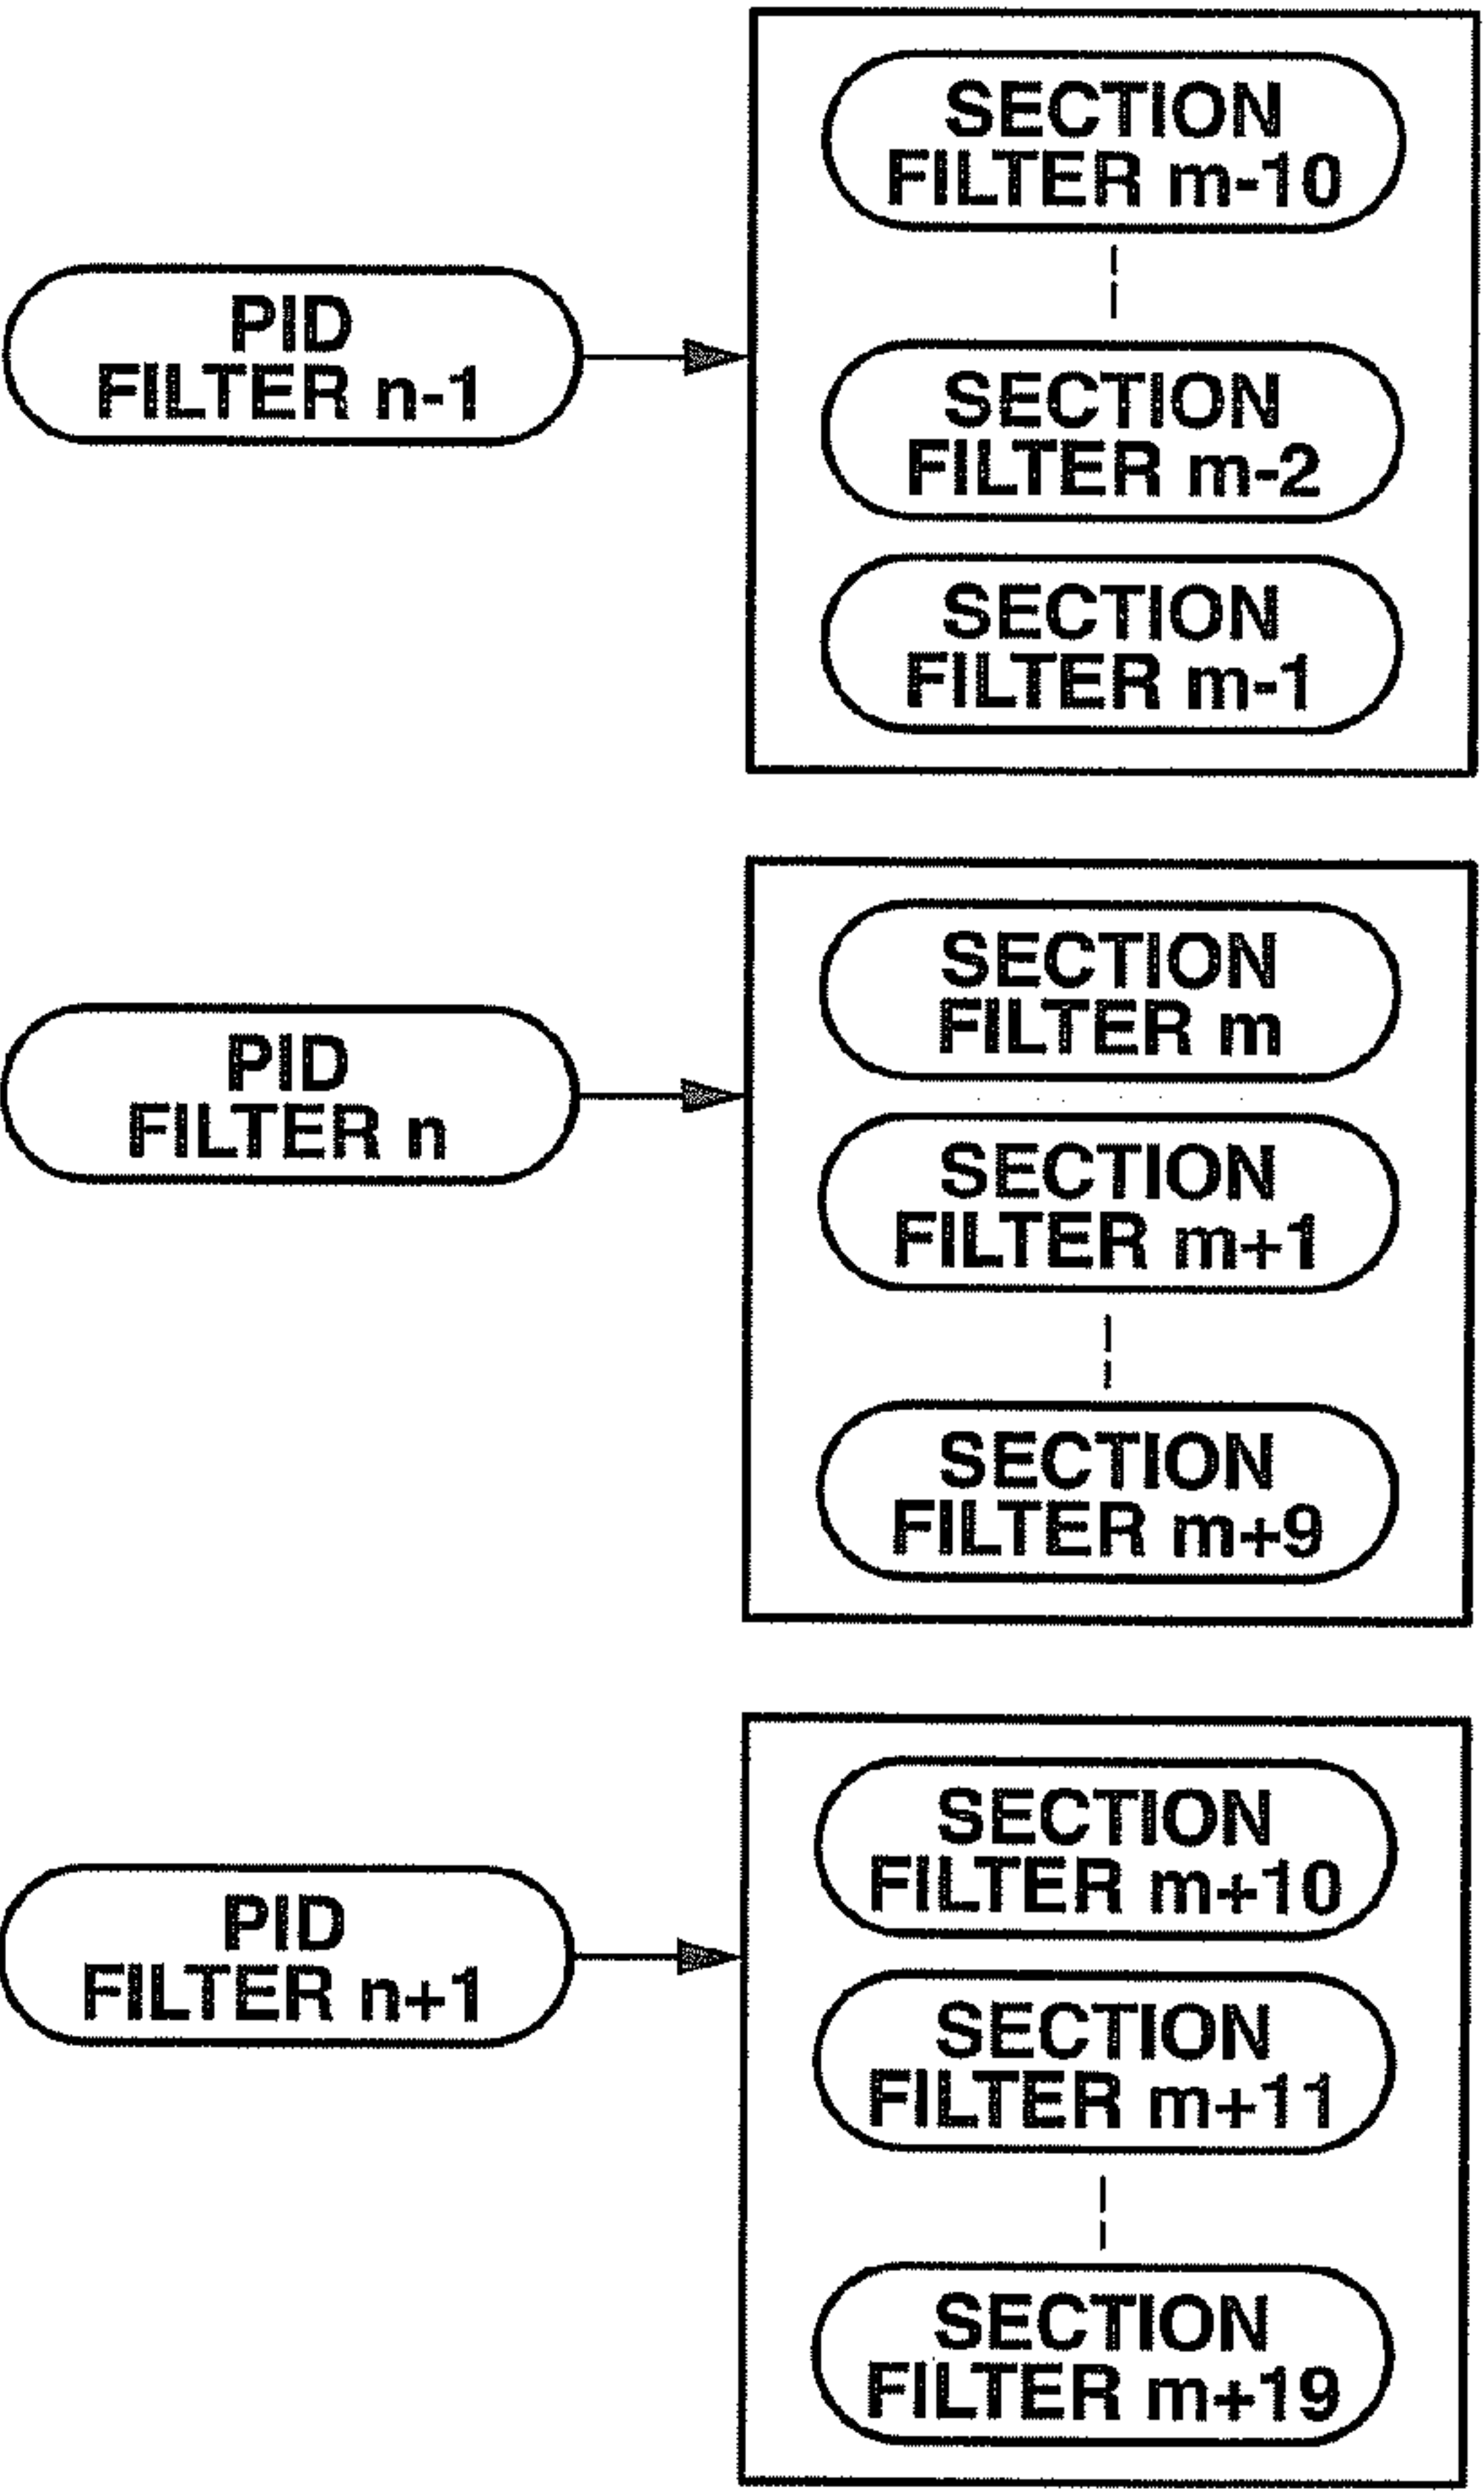 SECTION
FILTER m-10
PID
FILTER n-1
SECTION
FILTER m-2
SECTION
FILTER m-1
SECTION
FILTER m
PID
FILTER n
SECTION
FILTER m+1
SECTION
FILTER m+9
SECTION
FILTER m+10
PID
FILTER n+1
SECTION
FILTER m+11
SECTION
FILTER m+19